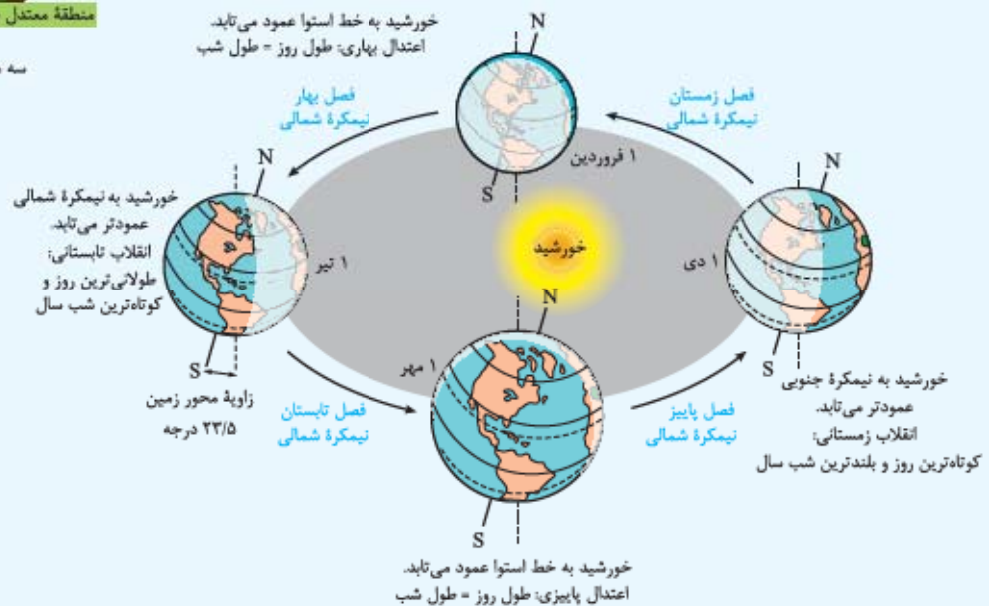 منطقهٔ معتدل
سه
خورشید به خط استوا عمود می‌تابد.
اعتدال بهاری: طول روز = طول شب
N
فصل بهار
نیمکرهٔ شمالی
فصل زمستان
نیمکرهٔ شمالی
۱ فروردین
S
N
N
خورشید به نیمکرهٔ شمالی
عمودتر می‌تابد.
انقلاب تابستانی:
طولانی‌ترین روز و
کوتاه‌ترین شب سال
۱ تیر
خورشید
۱ دی
N
S
زاویهٔ محور زمین
۲۳/۵ درجه
۱ مهر
S
فصل تابستان
نیمکرهٔ شمالی
فصل پاییز
نیمکرهٔ شمالی
خورشید به نیمکرهٔ جنوبی
عمودتر می‌تابد.
انقلاب زمستانی:
کوتاه‌ترین روز و بلندترین شب سال
S
خورشید به خط استوا عمود می‌تابد.
اعتدال پاییزی: طول روز = طول شب